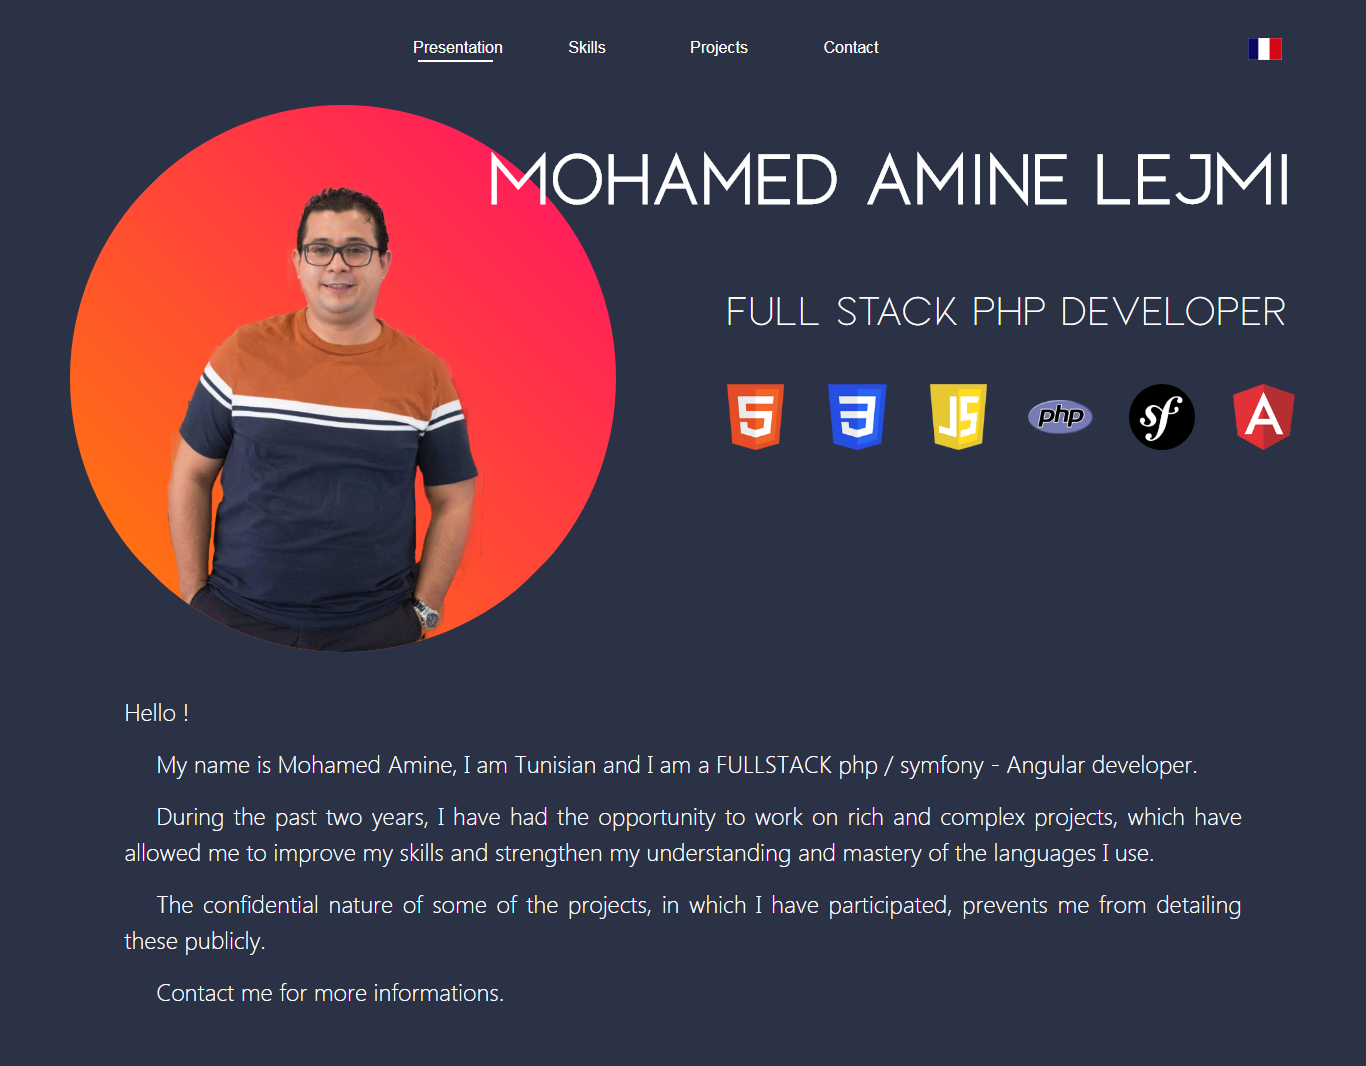 Presentation Skills Projects Contact
MOHAMED AMINE LEJMI
FULL STACK PHP DEVELOPER
5 3 JS php sf A
Hello !
My name is Mohamed Amine, I am Tunisian and I am a FULLSTACK php / symfony - Angular developer.
During the past two years, I have had the opportunity to work on rich and complex projects, which have
allowed me to improve my skills and strengthen my understanding and mastery of the languages I use.
The confidential nature of some of the projects, in which I have participated, prevents me from detailing
these publicly.
Contact me for more informations.